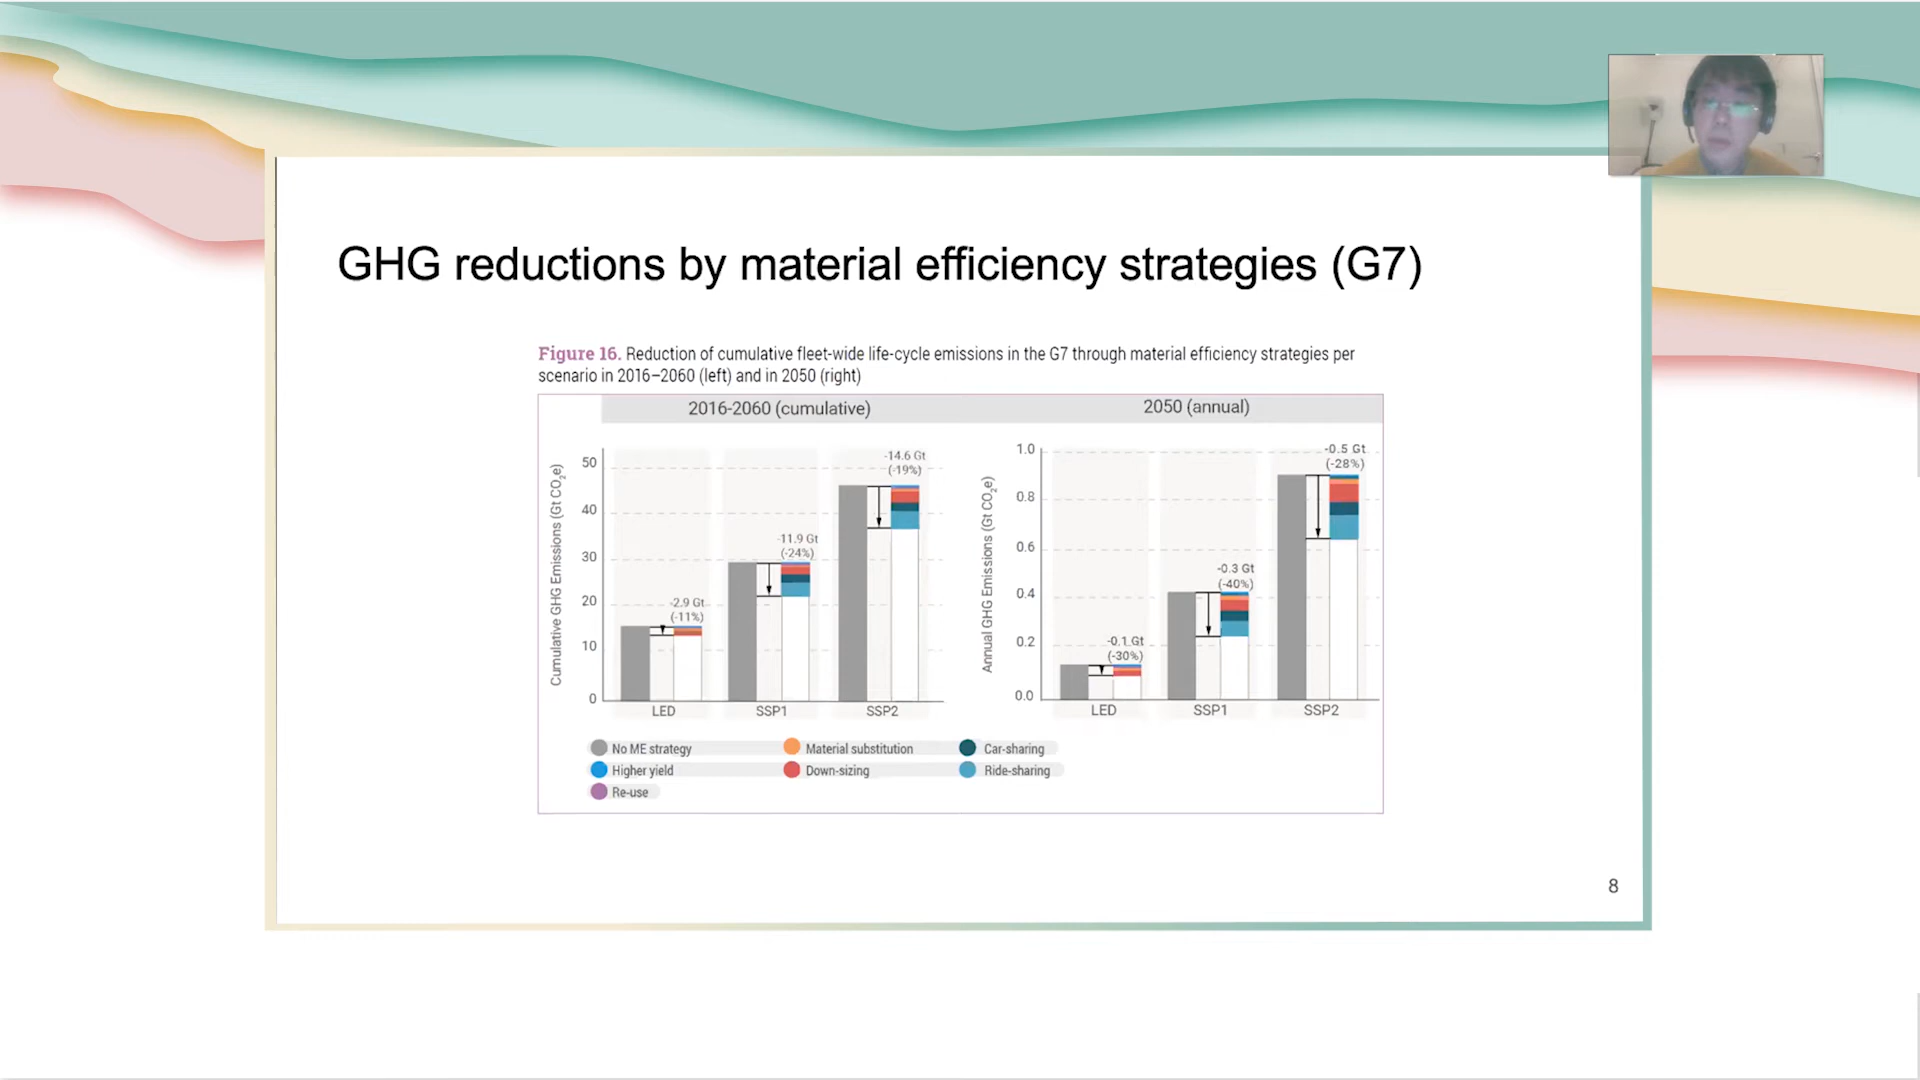 GHG reductions by material efficiency strategies (G7)
Figure 16. Reduction of cumulative fleet-wide life-cycle emissions in the G7 through material efficiency strategies per
scenario in 2016–2060 (left) and in 2050 (right)
2016-2060 (cumulative)
Cumulative GHG Emissions (Gt CO₂e)
50
40
30
20
10
0
-2.9 Gt
(-11%)
-11.9 Gt
(-24%)
-14.6 Gt
(-19%)
LED
SSP1
SSP2
2050 (annual)
Annual GHG Emissions (Gt CO₂e)
1.0
0.8
0.6
0.4
0.2
0.0
-0.1 Gt
(-30%)
-0.3 Gt
(-40%)
-0.5 Gt
(-28%)
LED
SSP1
SSP2
No ME strategy
Higher yield
Re-use
Material substitution
Down-sizing
Car-sharing
Ride-sharing
8